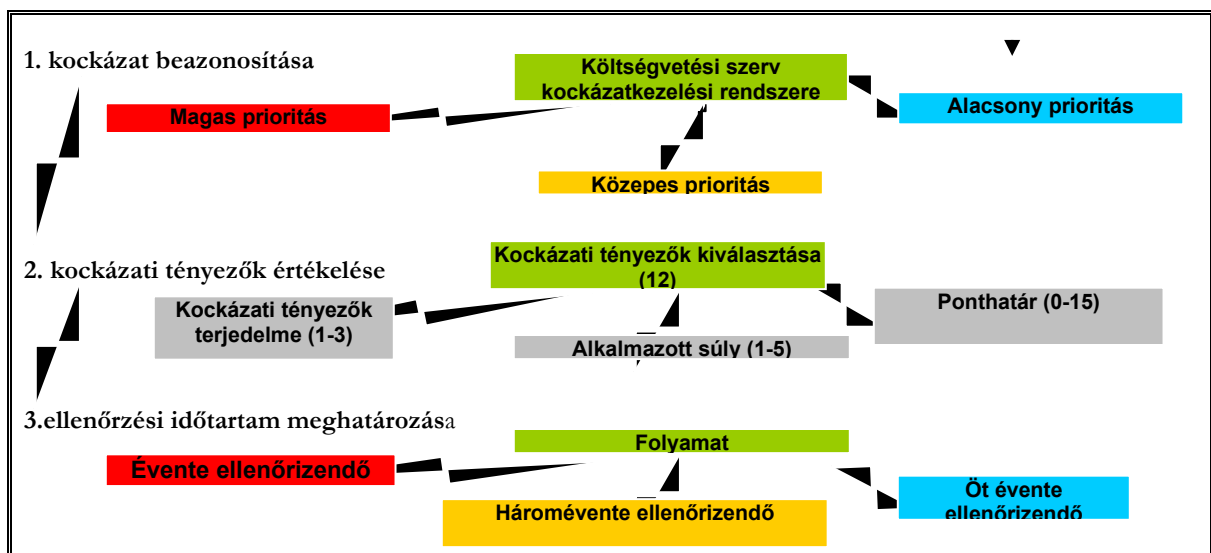 1. kockázat beazonosítása
Költségvetési szerv
kockázatkezelési rendszere
Magas prioritás
Alacsony prioritás
Közepes prioritás
2. kockázati tényezők értékelése
Kockázati tényezők kiválasztása
(12)
Kockázati tényezők
terjedelme (1-3)
Ponthatár (0-15)
Alkalmazott súly (1-5)
3.ellenőrzési időtartam meghatározása
Folyamat
Évente ellenőrizendő
Háromévente ellenőrizendő
Öt évente
ellenőrizendő